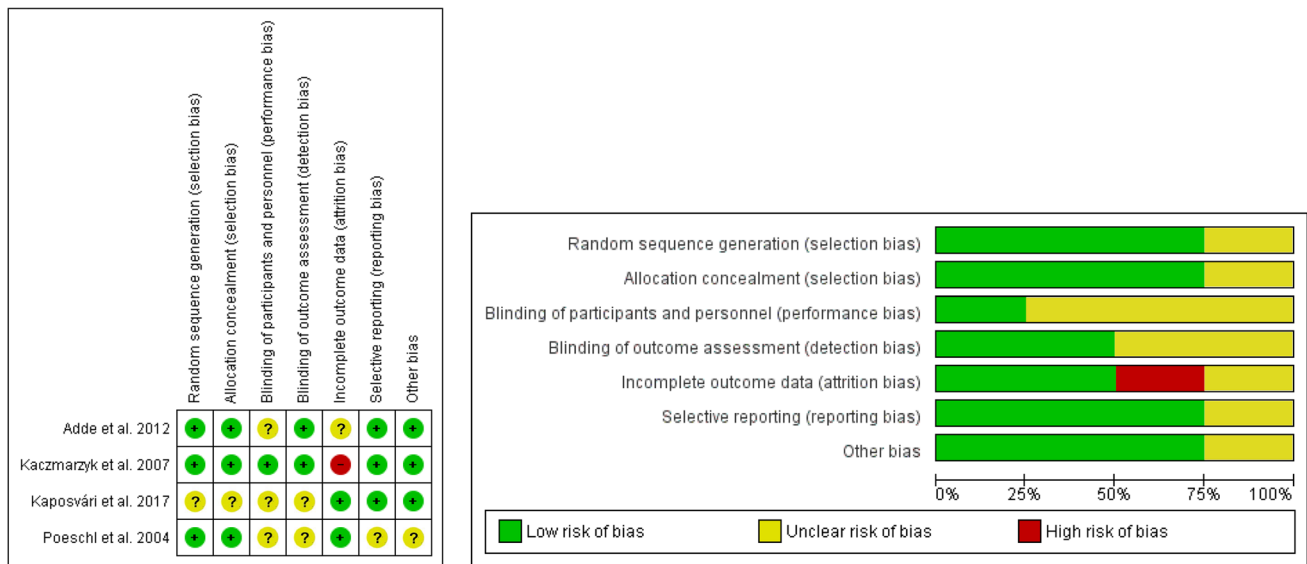 Random sequence generation (selection bias)
Allocation concealment (selection bias)
Blinding of participants and personnel (performance bias)
Blinding of outcome assessment (detection bias)
Incomplete outcome data (attrition bias)
Selective reporting (reporting bias)
Other bias
Adde et al. 2012 + + ? + ? + +
Kaczmarzyk et al. 2007 + + + + - + +
Kaposvári et al. 2017 ? ? ? ? + + +
Poeschl et al. 2004 + + ? ? + ? ?
Random sequence generation (selection bias)
Allocation concealment (selection bias)
Blinding of participants and personnel (performance bias)
Blinding of outcome assessment (detection bias)
Incomplete outcome data (attrition bias)
Selective reporting (reporting bias)
Other bias
0% 25% 50% 75% 100%
Low risk of bias Unclear risk of bias High risk of bias